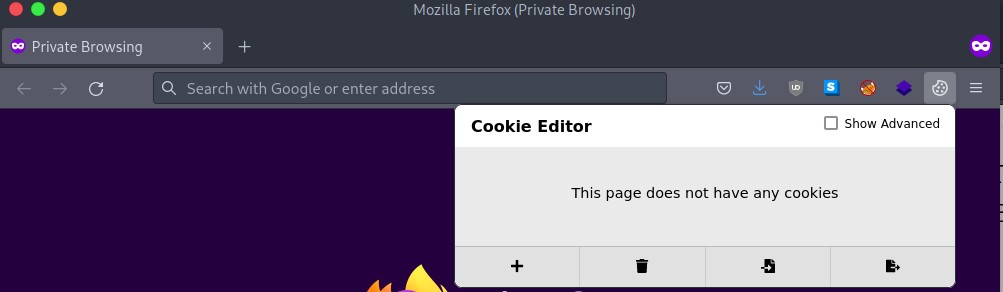 Mozilla Firefox (Private Browsing)
Private Browsing
Search with Google or enter address
UD
S
Cookie Editor
Show Advanced
This page does not have any cookies